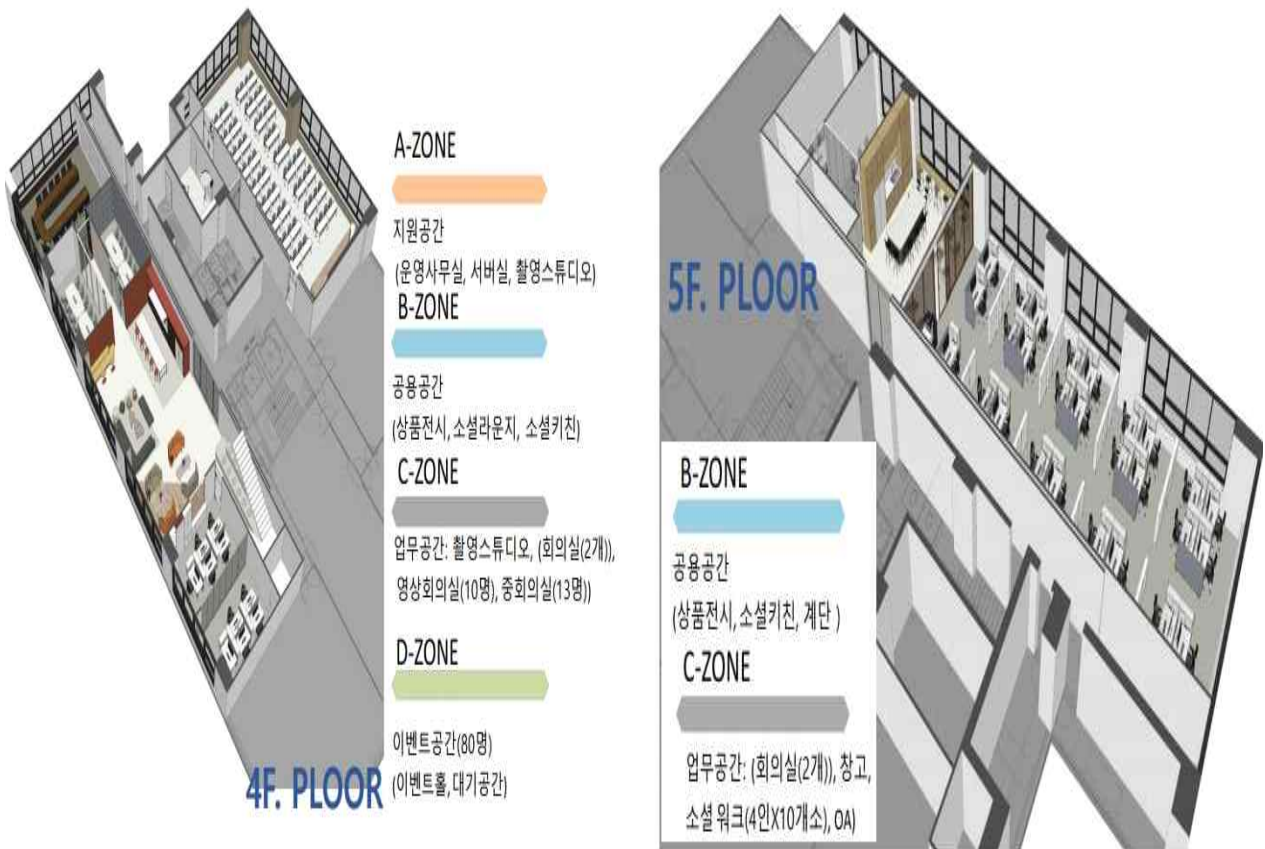 A-ZONE
지원공간
(운영사무실, 서버실, 촬영스튜디오)
B-ZONE
공용공간
(상품전시, 소셜라운지, 소셜키친)
C-ZONE
업무공간: 촬영스튜디오, (회의실(2개)),
영상회의실(10명), 중회의실(13명))
D-ZONE
이벤트공간(80명)
(이벤트홀, 대기공간)
4F. PLOOR
5F. PLOOR
B-ZONE
공용공간
(상품전시, 소셜키친, 계단 )
C-ZONE
업무공간: (회의실(2개)), 창고,
소셜 워크(4인X10개소), OA)